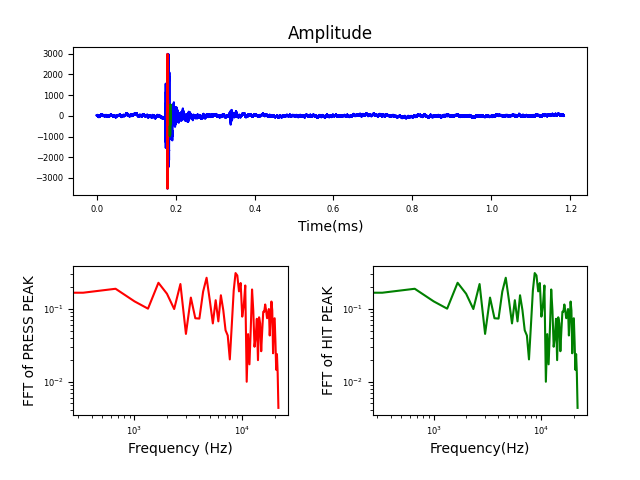 Amplitude
3000
2000
1000
0
−1000
−2000
−3000
0.0 0.2 0.4 0.6 0.8 1.0 1.2
Time(ms)
FFT of PRESS PEAK
10⁻¹
10⁻²
10³ 10⁴
Frequency (Hz)
FFT of HIT PEAK
10⁻¹
10⁻²
10³ 10⁴
Frequency(Hz)